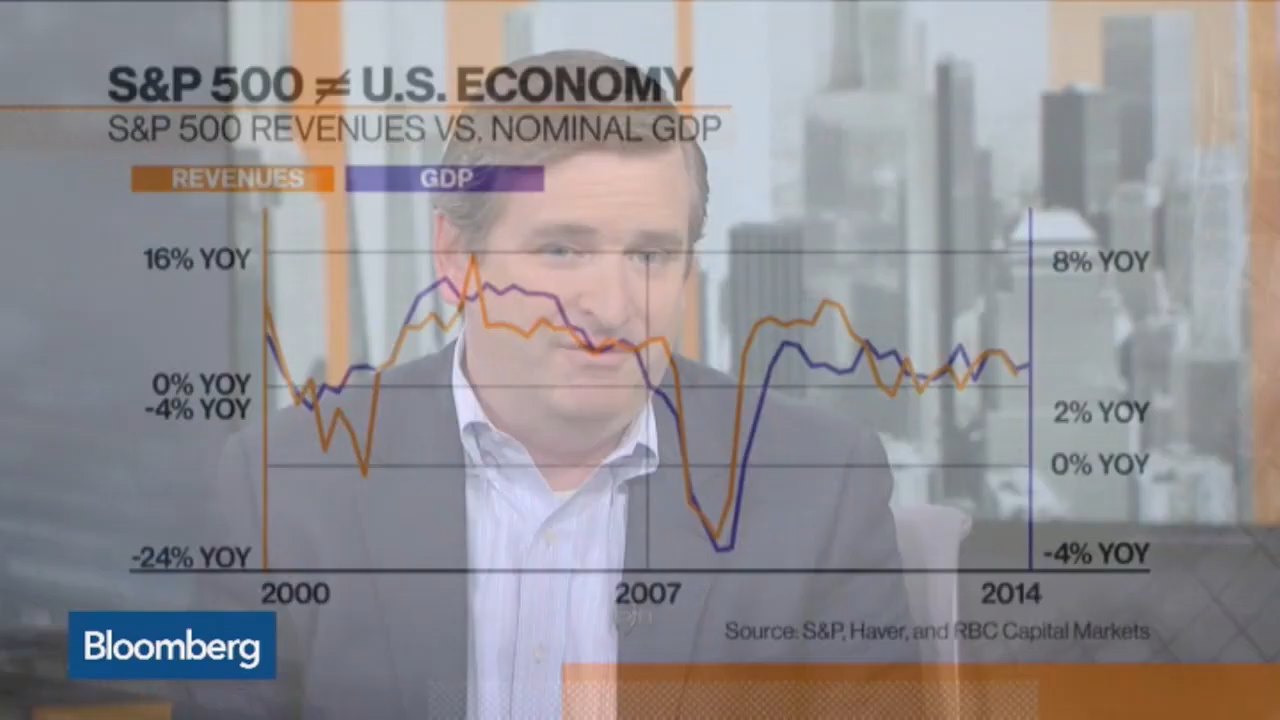 S&P 500 ≠ U.S. ECONOMY
S&P 500 REVENUES VS. NOMINAL GDP
REVENUES GDP
16% YOY 8% YOY
0% YOY
-4% YOY 2% YOY
0% YOY
-24% YOY -4% YOY
2000 2007 2014
Source: S&P, Haver, and RBC Capital Markets
Bloomberg